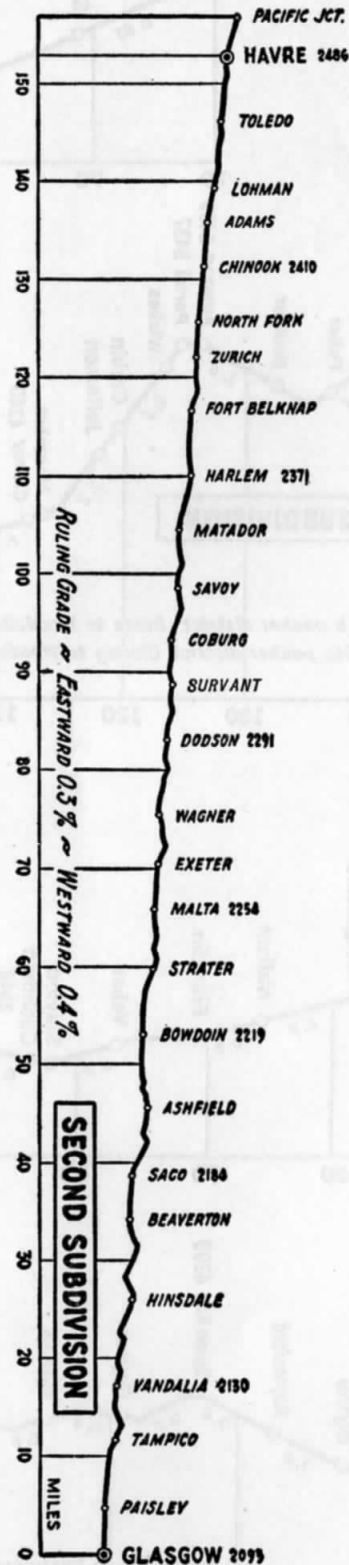 PACIFIC JCT.
HAVRE 2486
TOLEDO
LOHMAN
ADAMS
CHINOOK 2410
NORTH FORK
ZURICH
FORT BELKNAP
HARLEM 2371
MATADOR
SAVOY
COBURG
SURVANT
DODSON 2291
WAGNER
EXETER
MALTA 2254
STRATER
BOWDOIN 2219
ASHFIELD
SACO 2184
BEAVERTON
HINSDALE
VANDALIA 2130
TAMPICO
PAISLEY
GLASGOW 2093
150
140
130
120
110
100
90
80
70
60
50
40
30
20
10
0
MILES
RULING GRADE ~ EASTWARD 0.3% ~ WESTWARD 0.4%
SECOND SUBDIVISION